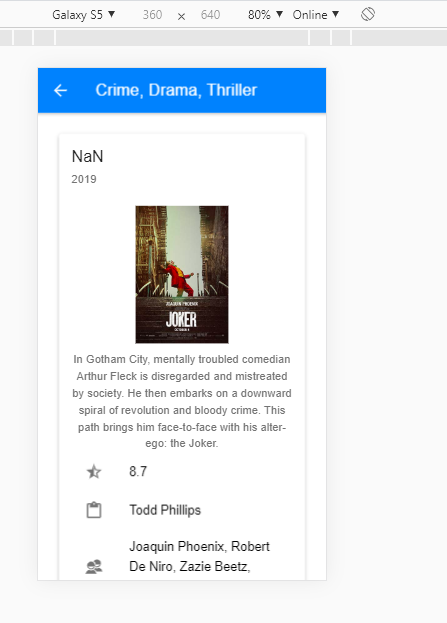 Galaxy S5 ▼ 360 × 640 80% ▼ Online ▼
Crime, Drama, Thriller
NaN
2019
JOAQUIN PHOENIX
JOKER
OCTOBER 4
In Gotham City, mentally troubled comedian
Arthur Fleck is disregarded and mistreated
by society. He then embarks on a downward
spiral of revolution and bloody crime. This
path brings him face-to-face with his alter-
ego: the Joker.
8.7
Todd Phillips
Joaquin Phoenix, Robert
De Niro, Zazie Beetz,